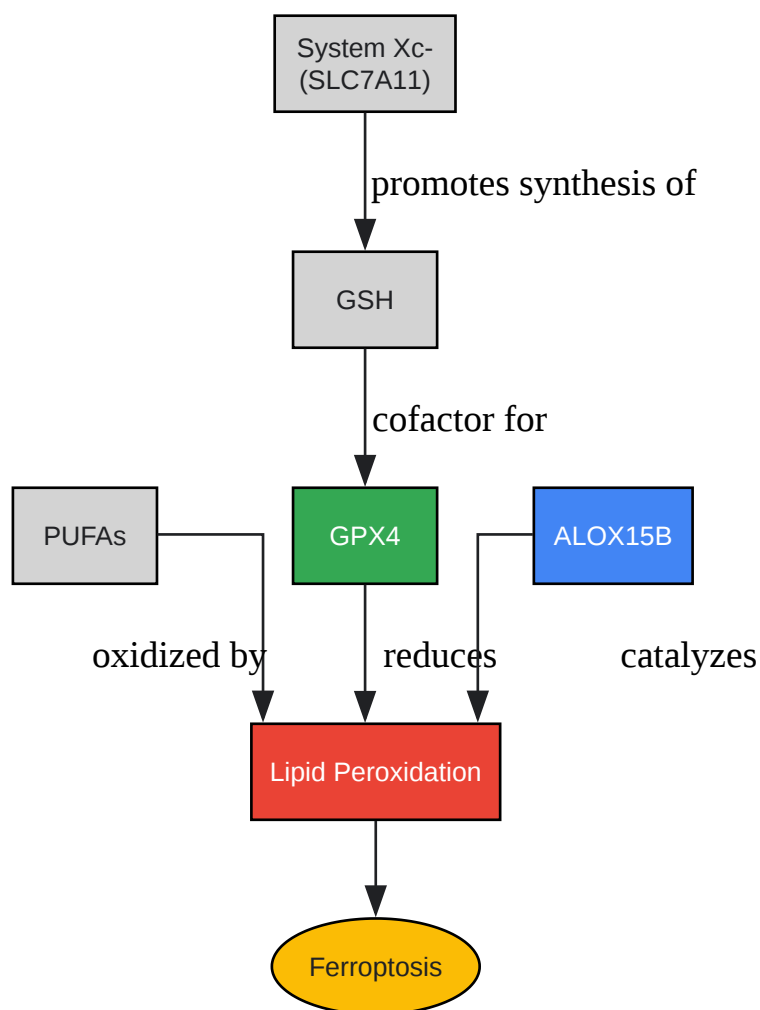 System Xc-
(SLC7A11)
promotes synthesis of
GSH
cofactor for
PUFAs
GPX4
ALOX15B
oxidized by
reduces
catalyzes
Lipid Peroxidation
Ferroptosis